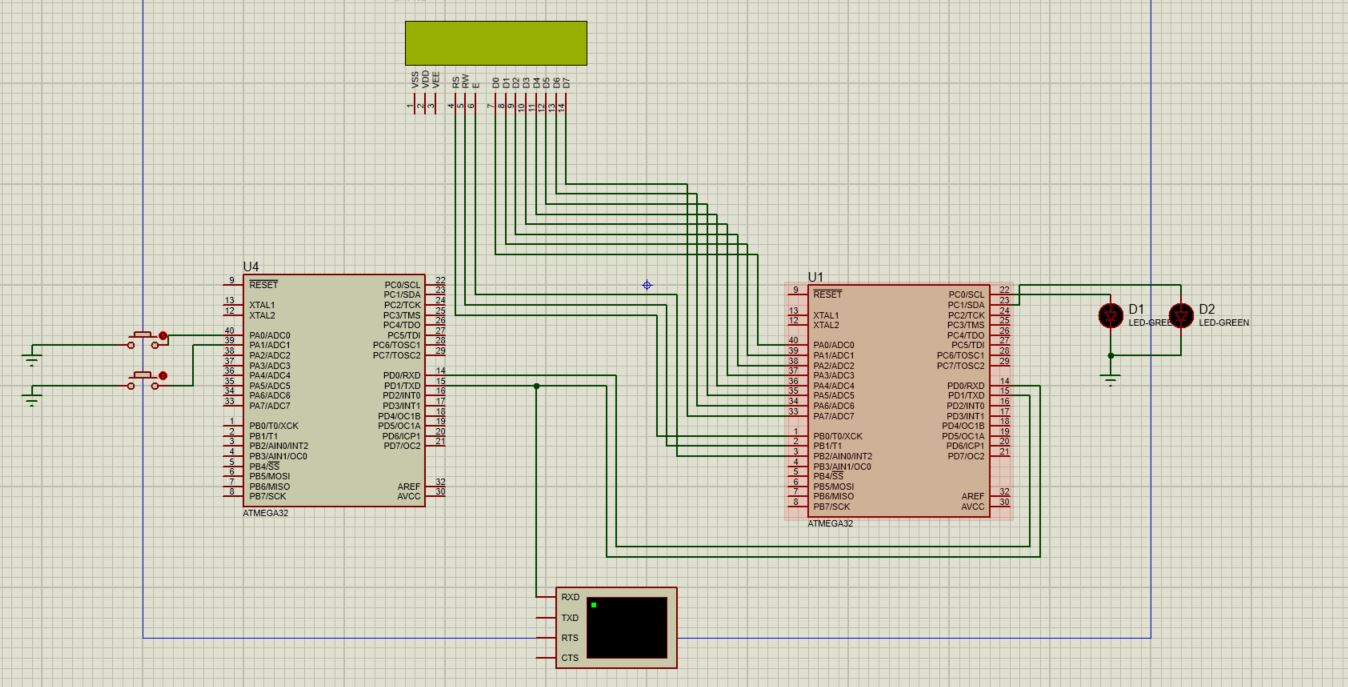 VSS
VDD
VEE
RS
RW
E
D0
D1
D2
D3
D4
D5
D6
D7
1
2
3
4
5
6
7
8
9
10
11
12
13
14
U4
9 RESET
13 XTAL1
12 XTAL2
40 PA0/ADC0
39 PA1/ADC1
38 PA2/ADC2
37 PA3/ADC3
36 PA4/ADC4
35 PA5/ADC5
34 PA6/ADC6
33 PA7/ADC7
1 PB0/T0/XCK
2 PB1/T1
3 PB2/AIN0/INT2
4 PB3/AIN1/OC0
5 PB4/SS
6 PB5/MOSI
7 PB6/MISO
8 PB7/SCK
PC0/SCL 22
PC1/SDA 23
PC2/TCK 24
PC3/TMS 25
PC4/TDO 26
PC5/TDI 27
PC6/TOSC1 28
PC7/TOSC2 29
PD0/RXD 14
PD1/TXD 15
PD2/INT0 16
PD3/INT1 17
PD4/OC1B 18
PD5/OC1A 19
PD6/ICP1 20
PD7/OC2 21
AREF 32
AVCC 30
ATMEGA32
U1
9 RESET
13 XTAL1
12 XTAL2
40 PA0/ADC0
39 PA1/ADC1
38 PA2/ADC2
37 PA3/ADC3
36 PA4/ADC4
35 PA5/ADC5
34 PA6/ADC6
33 PA7/ADC7
1 PB0/T0/XCK
2 PB1/T1
3 PB2/AIN0/INT2
4 PB3/AIN1/OC0
5 PB4/SS
6 PB5/MOSI
7 PB6/MISO
8 PB7/SCK
PC0/SCL 22
PC1/SDA 23
PC2/TCK 24
PC3/TMS 25
PC4/TDO 26
PC5/TDI 27
PC6/TOSC1 28
PC7/TOSC2 29
PD0/RXD 14
PD1/TXD 15
PD2/INT0 16
PD3/INT1 17
PD4/OC1B 18
PD5/OC1A 19
PD6/ICP1 20
PD7/OC2 21
AREF 32
AVCC 30
ATMEGA32
D1
LED-GREE
D2
LED-GREEN
RXD
TXD
RTS
CTS